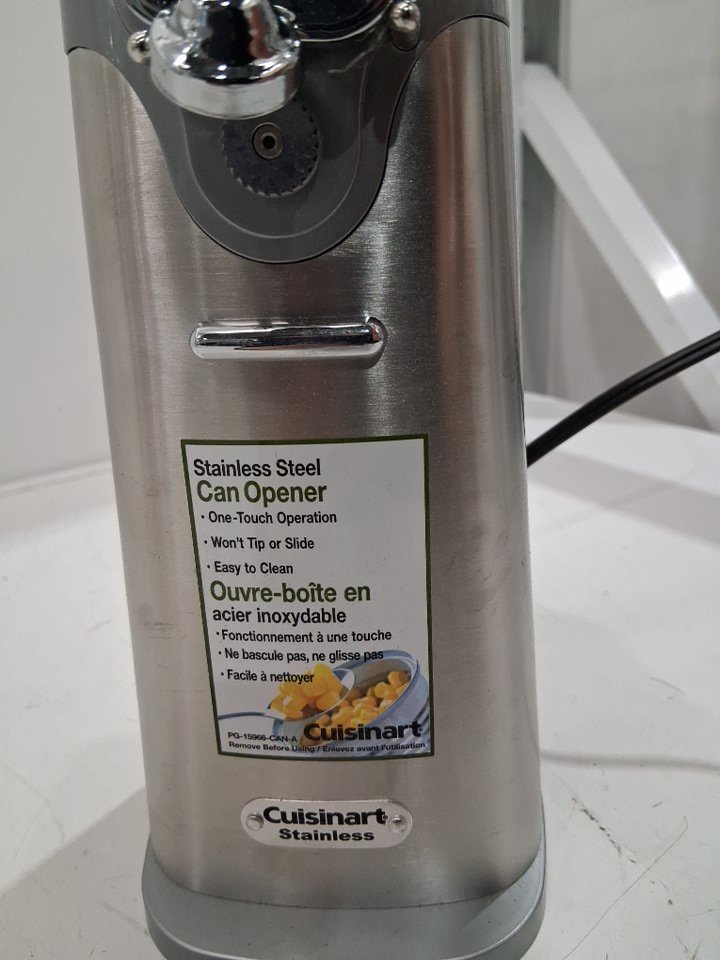 Stainless Steel
Can Opener
• One-Touch Operation
• Won't Tip or Slide
• Easy to Clean
Ouvre-boîte en
acier inoxydable
• Fonctionnement à une touche
• Ne bascule pas, ne glisse pas
• Facile à nettoyer
PG-15966-CAN-A Cuisinart
Remove Before Using / Enlevez avant l'utilisation
Cuisinart
Stainless